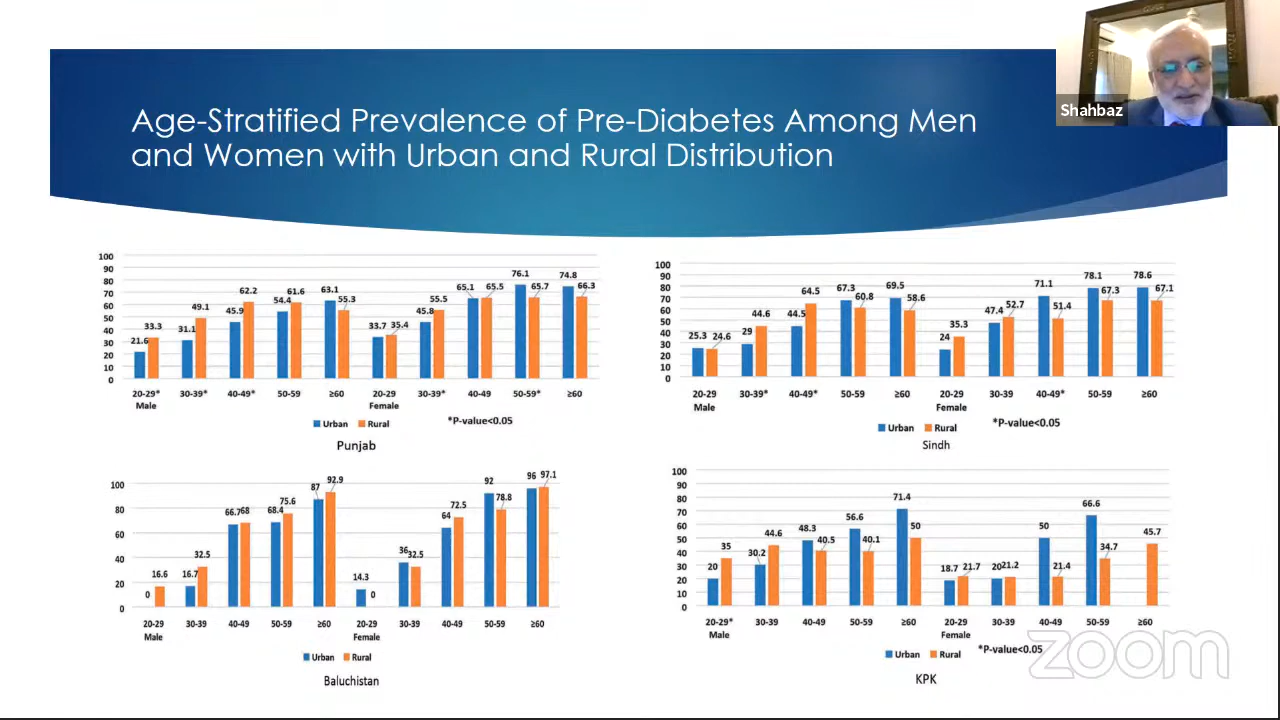 Shahbaz
Age-Stratified Prevalence of Pre-Diabetes Among Men
and Women with Urban and Rural Distribution
100
90
80
70
60
50
40
30
20
10
0
21.6 33.3 31.1 49.1 45.9 62.2 54.4 61.6 63.1 55.3 33.7 35.4 45.8 55.5 65.1 65.5 76.1 65.7 74.8 66.3
20-29* 30-39* 40-49* 50-59 ≥60 20-29 30-39* 40-49 50-59* ≥60
Male Female
Urban Rural *P-value<0.05
Punjab
100
90
80
70
60
50
40
30
20
10
0
25.3 24.6 29 44.6 44.5 64.5 67.3 60.8 69.5 58.6 24 35.3 47.4 52.7 71.1 51.4 78.1 67.3 78.6 67.1
20-29 30-39* 40-49* 50-59 ≥60 20-29 30-39 40-49* 50-59 ≥60
Male Female
Urban Rural *P-value<0.05
Sindh
100
80
60
40
20
0
0 16.6 16.7 32.5 66.7 68 68.4 75.6 87 92.9 14.3 0 36 32.5 64 72.5 92 78.8 96 97.1
20-29 30-39 40-49 50-59 ≥60 20-29 30-39 40-49 50-59 ≥60
Male Female
Urban Rural
Baluchistan
100
90
80
70
60
50
40
30
20
10
0
20 35 30.2 44.6 48.3 40.5 56.6 40.1 71.4 50 18.7 21.7 20 21.2 50 21.4 66.6 34.7 45.7
20-29* 30-39 40-49 50-59 ≥60 20-29 30-39 40-49 50-59 ≥60
Male Female
Urban Rural *P-value<0.05
KPK
zoom